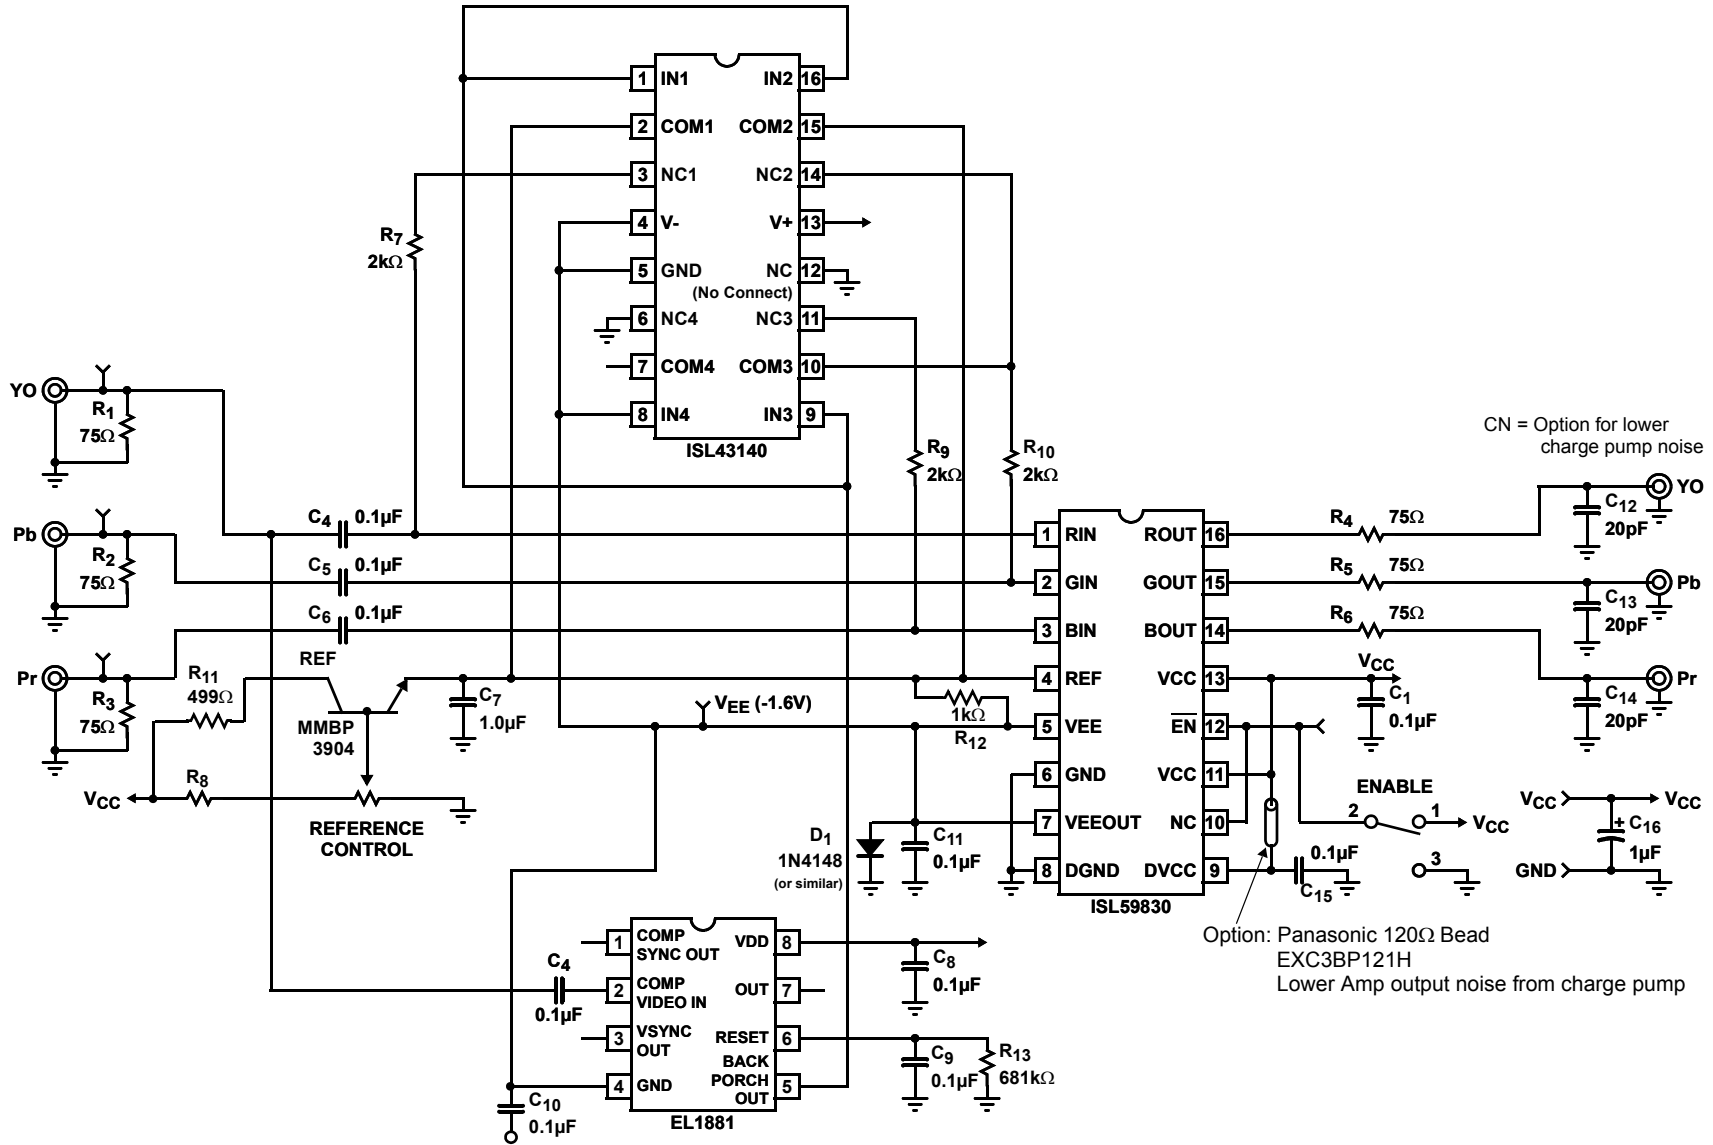 1 IN1 IN2 16
2 COM1 COM2 15
3 NC1 NC2 14
4 V- V+ 13
5 GND NC 12
(No Connect)
6 NC4 NC3 11
7 COM4 COM3 10
8 IN4 IN3 9
ISL43140
R7
2kΩ
YO
R1
75Ω
Pb
R2
75Ω
Pr
R3
75Ω
C4 0.1µF
C5 0.1µF
C6 0.1µF
R9
2kΩ
R10
2kΩ
REF
R11
499Ω
MMBP
3904
C7
1.0µF
VCC
R8
REFERENCE
CONTROL
VEE (-1.6V)
1kΩ
R12
D1
1N4148
(or similar)
C11
0.1µF
1 RIN ROUT 16
2 GIN GOUT 15
3 BIN BOUT 14
4 REF VCC 13
5 VEE EN 12
6 GND VCC 11
7 VEEOUT NC 10
8 DGND DVCC 9
ISL59830
CN = Option for lower
charge pump noise
R4 75Ω
R5 75Ω
R6 75Ω
C12
20pF
YO
C13
20pF
Pb
C14
20pF
Pr
VCC
C1
0.1µF
ENABLE
2 1
VCC
3
0.1µF
C15
VCC VCC
+ C16
1µF
GND
Option: Panasonic 120Ω Bead
EXC3BP121H
Lower Amp output noise from charge pump
1 COMP
SYNC OUT
VDD 8
2 COMP
VIDEO IN
OUT 7
3 VSYNC
OUT
RESET 6
4 GND
BACK
PORCH
OUT
5
EL1881
C4
0.1µF
C8
0.1µF
C9
0.1µF
R13
681kΩ
C10
0.1µF